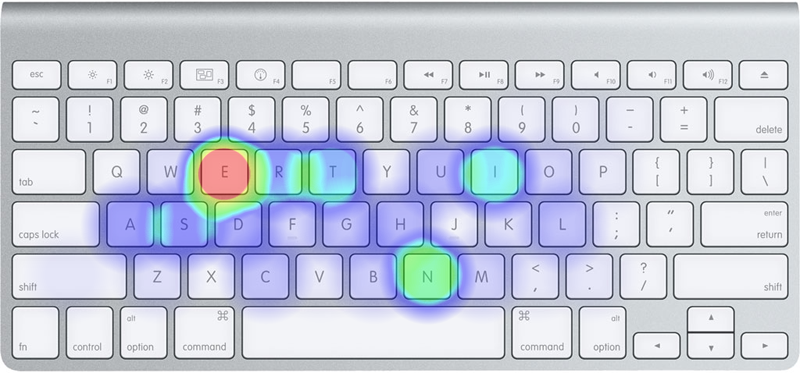 esc F1 F2 F3 F4 F5 F6 F7 F8 F9 F10 F11 F12
~ ! @ # $ % ^ & * ( ) – +
` 1 2 3 4 5 6 7 8 9 0 - = delete
tab Q W E R T Y U I O P { [ } ] | \
caps lock A S D F G H J K L : ; " ' enter return
shift Z X C V B N M < , > . ? / shift
fn control alt option ⌘ command ⌘ command alt option